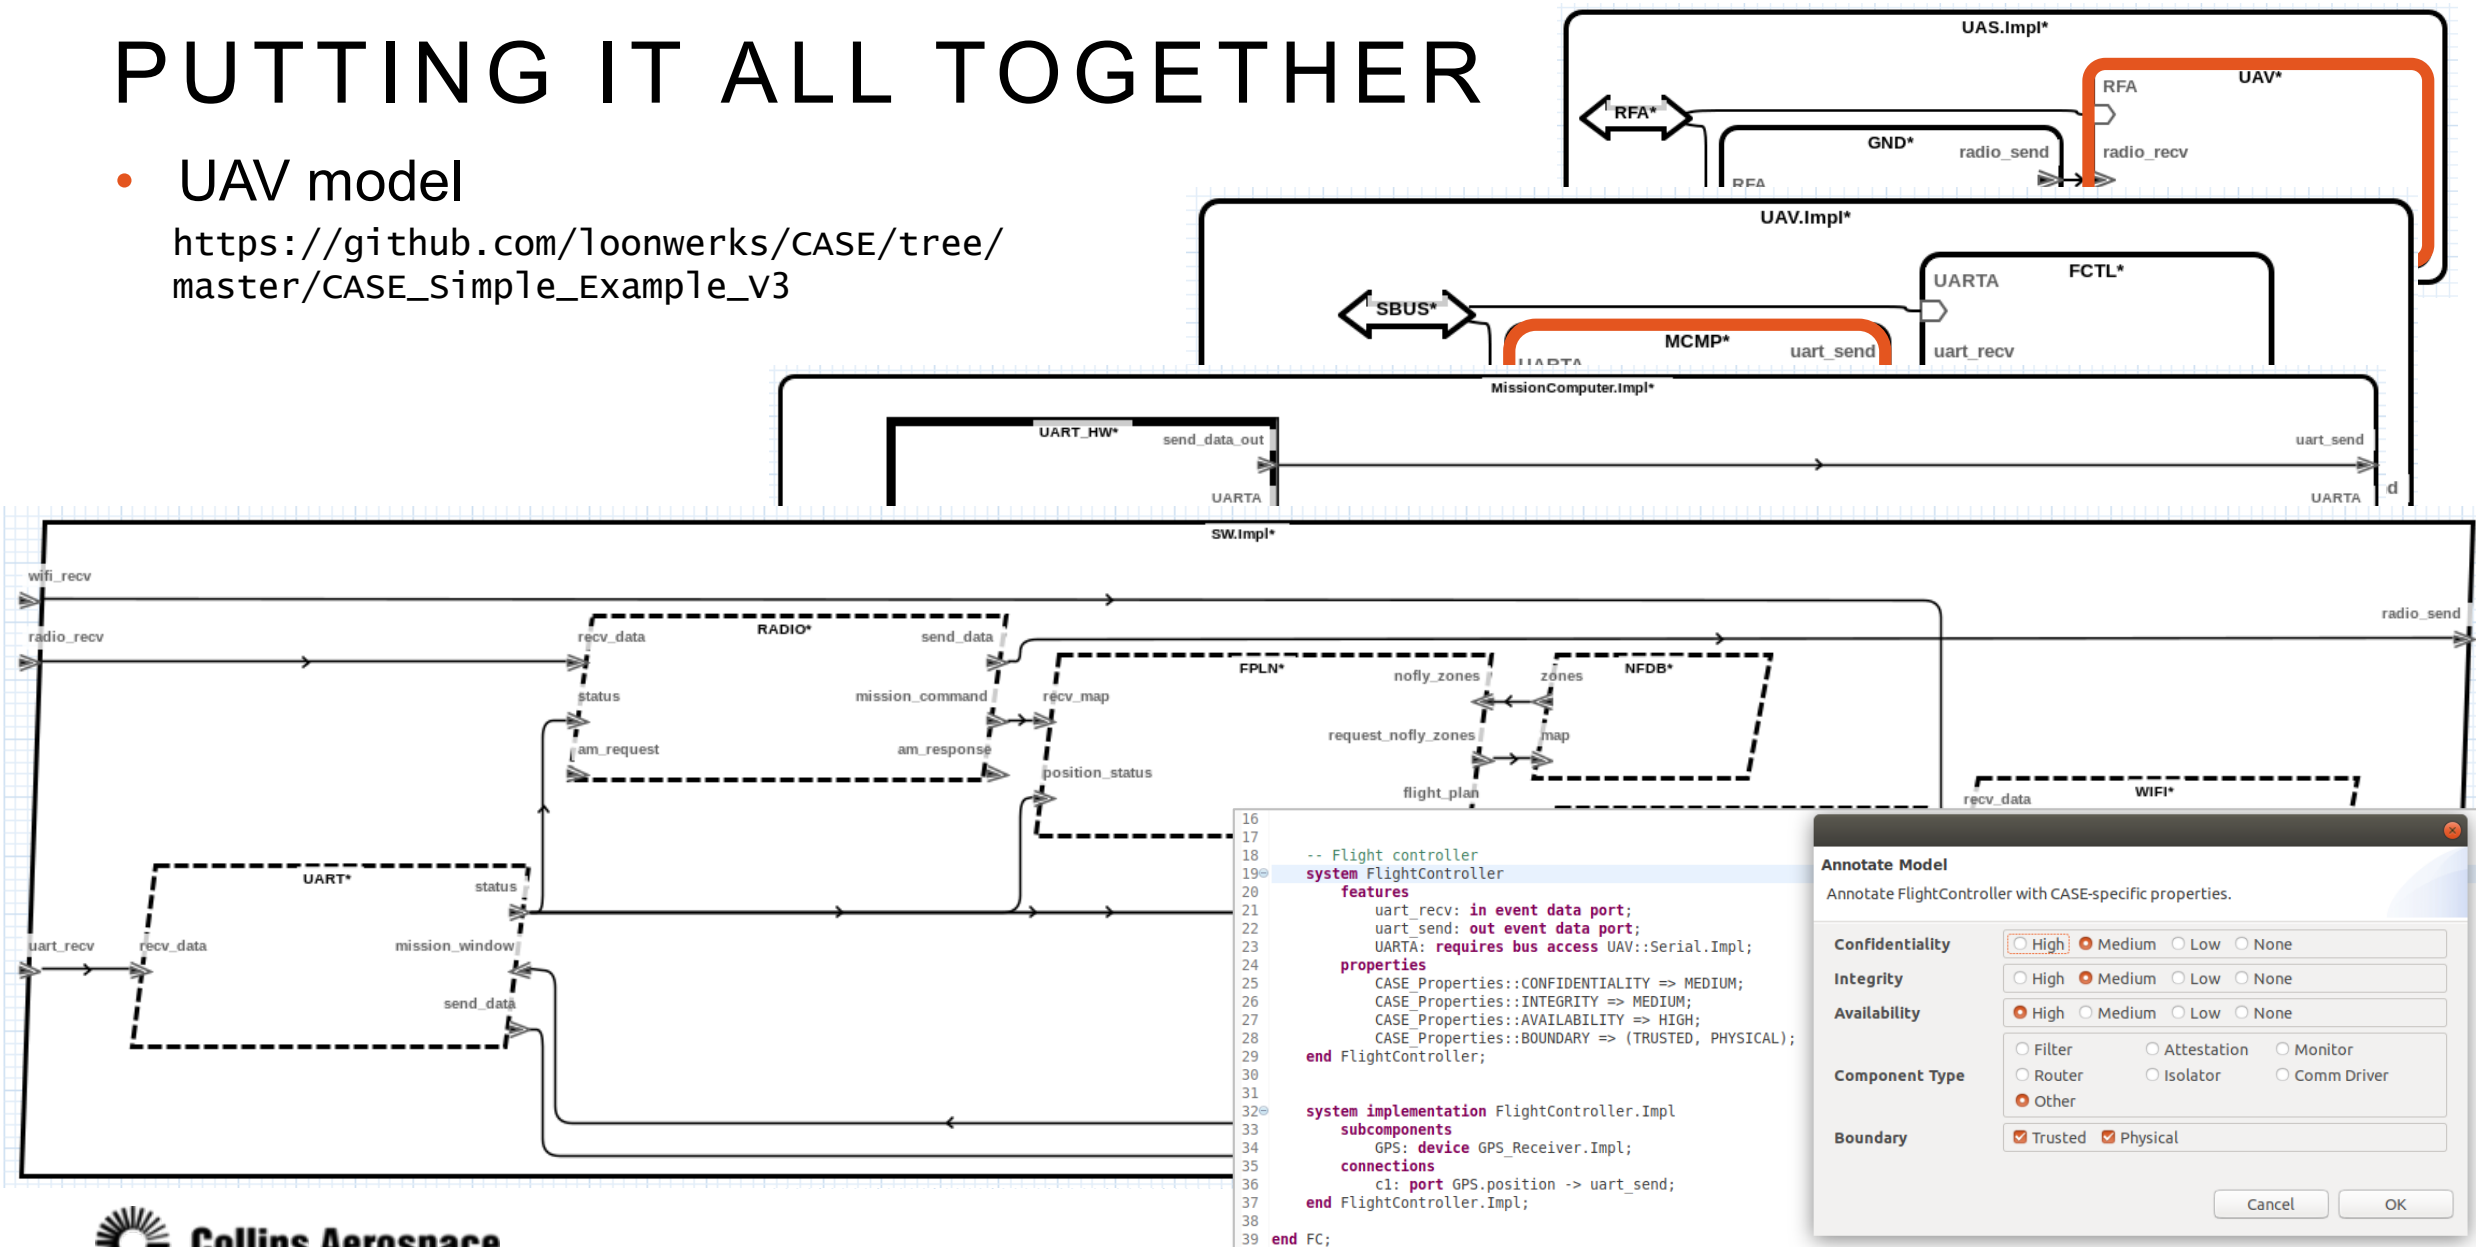 PUTTING IT ALL TOGETHER
• UAV model
https://github.com/loonwerks/CASE/tree/
master/CASE_Simple_Example_V3
UAS.Impl*
RFA*
GND*
radio_send
RFA
UAV*
RFA
radio_recv
UAV.Impl*
SBUS*
MCMP*
uart_send
UARTA
FCTL*
UARTA
uart_recv
MissionComputer.Impl*
UART_HW*
send_data_out
UARTA
uart_send
UARTA
d
SW.Impl*
wifi_recv
radio_recv
uart_recv
radio_send
RADIO*
recv_data
send_data
status
mission_command
am_request
am_response
FPLN*
recv_map
nofly_zones
request_nofly_zones
position_status
flight_plan
NFDB*
zones
map
WIFI*
recv_data
UART*
status
recv_data
mission_window
send_data
16
17
18 -- Flight controller
19 system FlightController
20 features
21 uart_recv: in event data port;
22 uart_send: out event data port;
23 UARTA: requires bus access UAV::Serial.Impl;
24 properties
25 CASE_Properties::CONFIDENTIALITY => MEDIUM;
26 CASE_Properties::INTEGRITY => MEDIUM;
27 CASE_Properties::AVAILABILITY => HIGH;
28 CASE_Properties::BOUNDARY => (TRUSTED, PHYSICAL);
29 end FlightController;
30
31
32 system implementation FlightController.Impl
33 subcomponents
34 GPS: device GPS_Receiver.Impl;
35 connections
36 c1: port GPS.position -> uart_send;
37 end FlightController.Impl;
38
39 end FC;
Annotate Model
Annotate FlightController with CASE-specific properties.
Confidentiality High Medium Low None
Integrity High Medium Low None
Availability High Medium Low None
Component Type
Filter Attestation Monitor
Router Isolator Comm Driver
Other
Boundary Trusted Physical
Cancel OK
Collins Aerospace